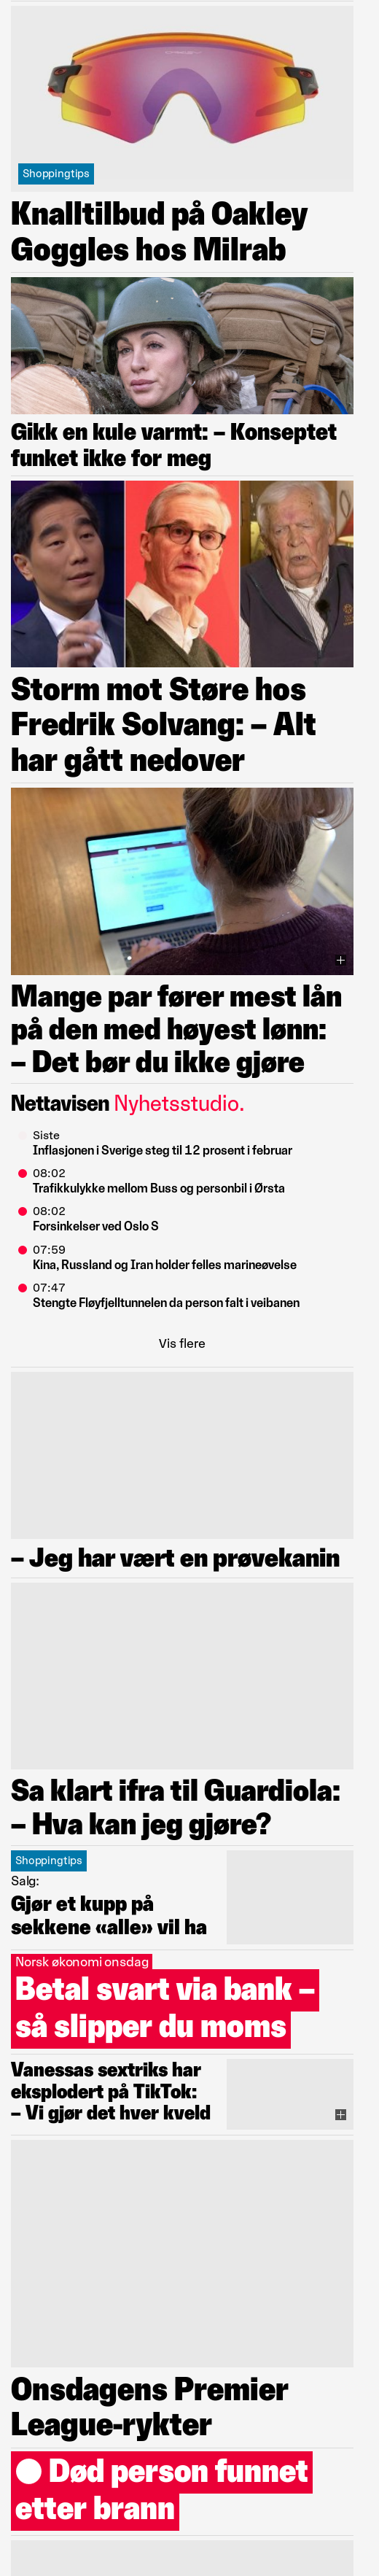 Shoppingtips
Knalltilbud på Oakley
Goggles hos Milrab
Gikk en kule varmt: – Konseptet
funket ikke for meg
Storm mot Støre hos
Fredrik Solvang: – Alt
har gått nedover
Mange par fører mest lån
på den med høyest lønn:
– Det bør du ikke gjøre
Nettavisen Nyhetsstudio.
Siste
Inflasjonen i Sverige steg til 12 prosent i februar
08:02
Trafikkulykke mellom Buss og personbil i Ørsta
08:02
Forsinkelser ved Oslo S
07:59
Kina, Russland og Iran holder felles marineøvelse
07:47
Stengte Fløyfjelltunnelen da person falt i veibanen
Vis flere
– Jeg har vært en prøvekanin
Sa klart ifra til Guardiola:
– Hva kan jeg gjøre?
Shoppingtips
Salg:
Gjør et kupp på
sekkene «alle» vil ha
Norsk økonomi onsdag
Betal svart via bank –
så slipper du moms
Vanessas sextriks har
eksplodert på TikTok:
– Vi gjør det hver kveld
Onsdagens Premier
League-rykter
Død person funnet
etter brann